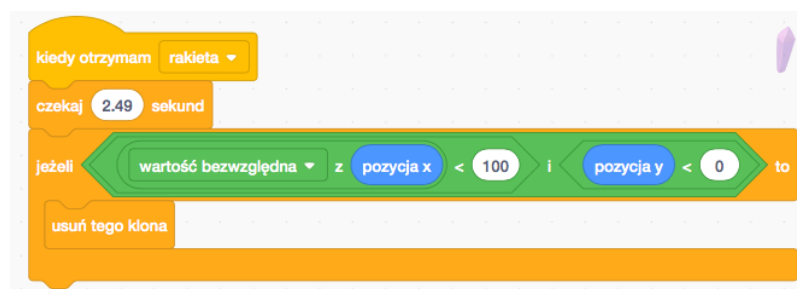 kiedy otrzymam rakieta
czekaj 2.49 sekund
jeżeli wartość bezwzględna z pozycja x < 100 i pozycja y < 0 to
usuń tego klona